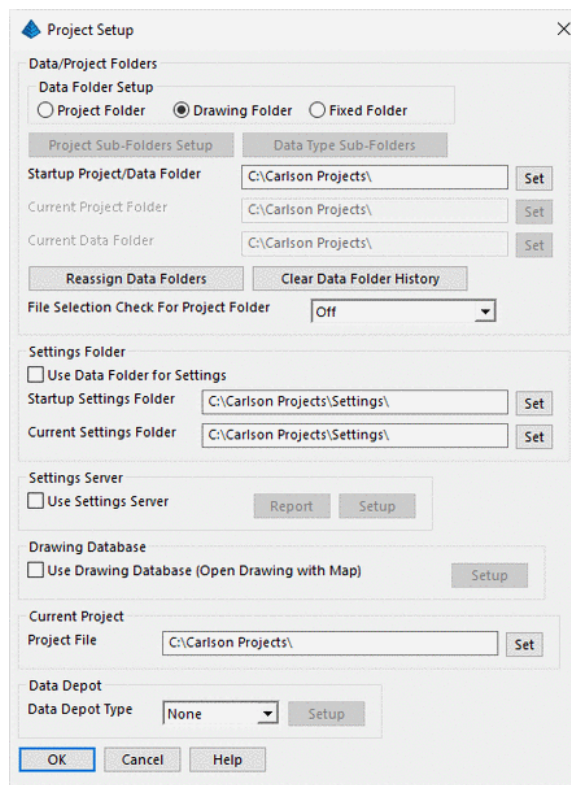 Project Setup
Data/Project Folders
Data Folder Setup
Project Folder Drawing Folder Fixed Folder
Project Sub-Folders Setup Data Type Sub-Folders
Startup Project/Data Folder C:\Carlson Projects\ Set
Current Project Folder C:\Carlson Projects\ Set
Current Data Folder C:\Carlson Projects\ Set
Reassign Data Folders Clear Data Folder History
File Selection Check For Project Folder Off
Settings Folder
Use Data Folder for Settings
Startup Settings Folder C:\Carlson Projects\Settings\ Set
Current Settings Folder C:\Carlson Projects\Settings\ Set
Settings Server
Use Settings Server Report Setup
Drawing Database
Use Drawing Database (Open Drawing with Map) Setup
Current Project
Project File C:\Carlson Projects\ Set
Data Depot
Data Depot Type None Setup
OK Cancel Help